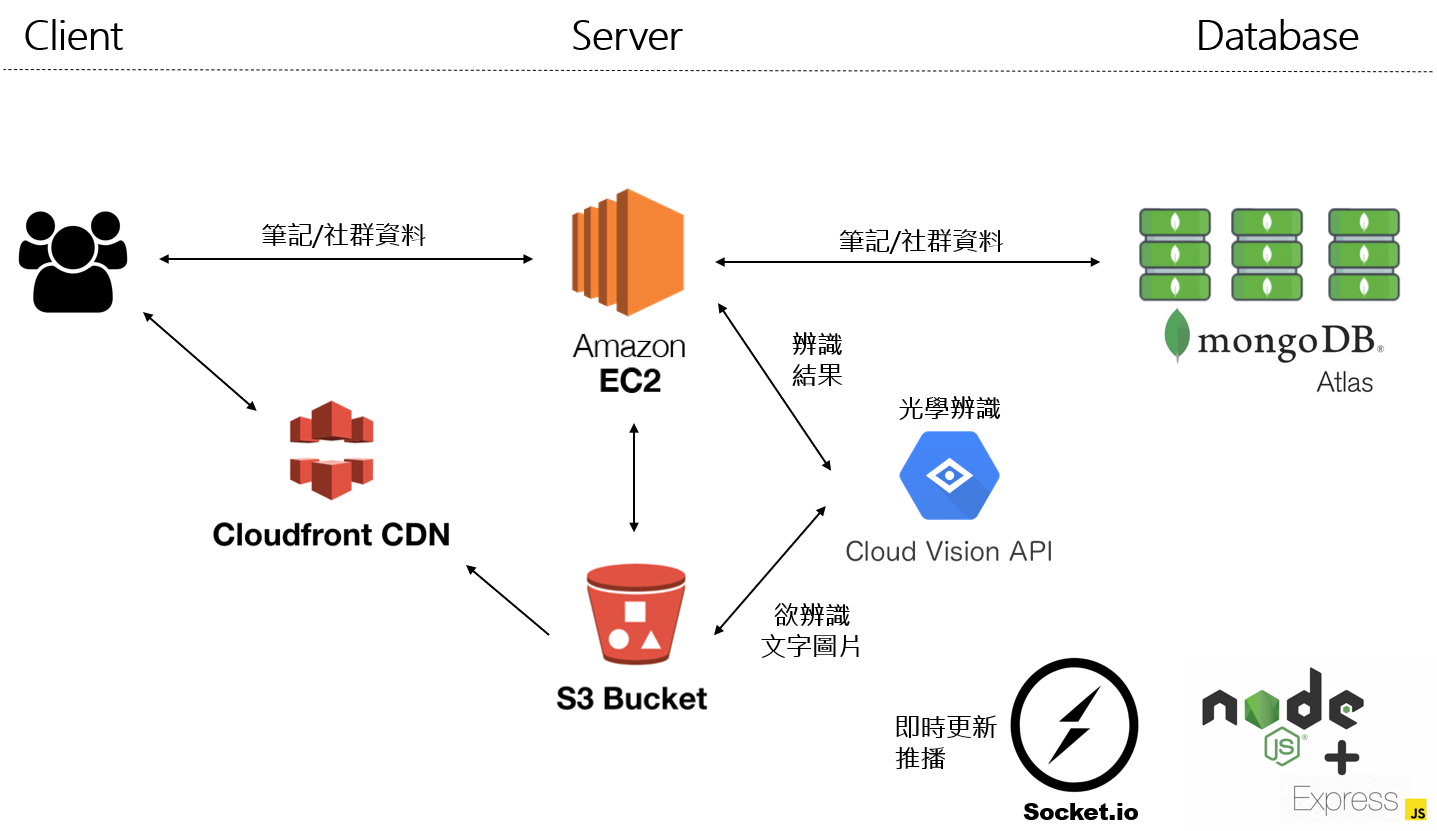 Client
Server
Database
筆記/社群資料
筆記/社群資料
Amazon
EC2
mongoDB®
Atlas
辨識
結果
光學辨識
Cloud Vision API
Cloudfront CDN
欲辨識
文字圖片
S3 Bucket
即時更新
推播
Socket.io
node
JS®
+
Express
JS